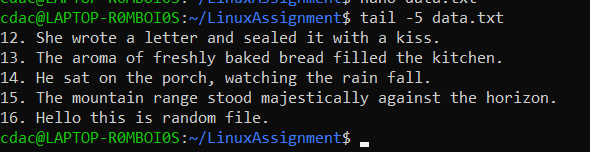 cdac@LAPTOP-R0MBOI0S:~/LinuxAssignment$ nano data.txt
cdac@LAPTOP-R0MBOI0S:~/LinuxAssignment$ tail -5 data.txt
12. She wrote a letter and sealed it with a kiss.
13. The aroma of freshly baked bread filled the kitchen.
14. He sat on the porch, watching the rain fall.
15. The mountain range stood majestically against the horizon.
16. Hello this is random file.
cdac@LAPTOP-R0MBOI0S:~/LinuxAssignment$